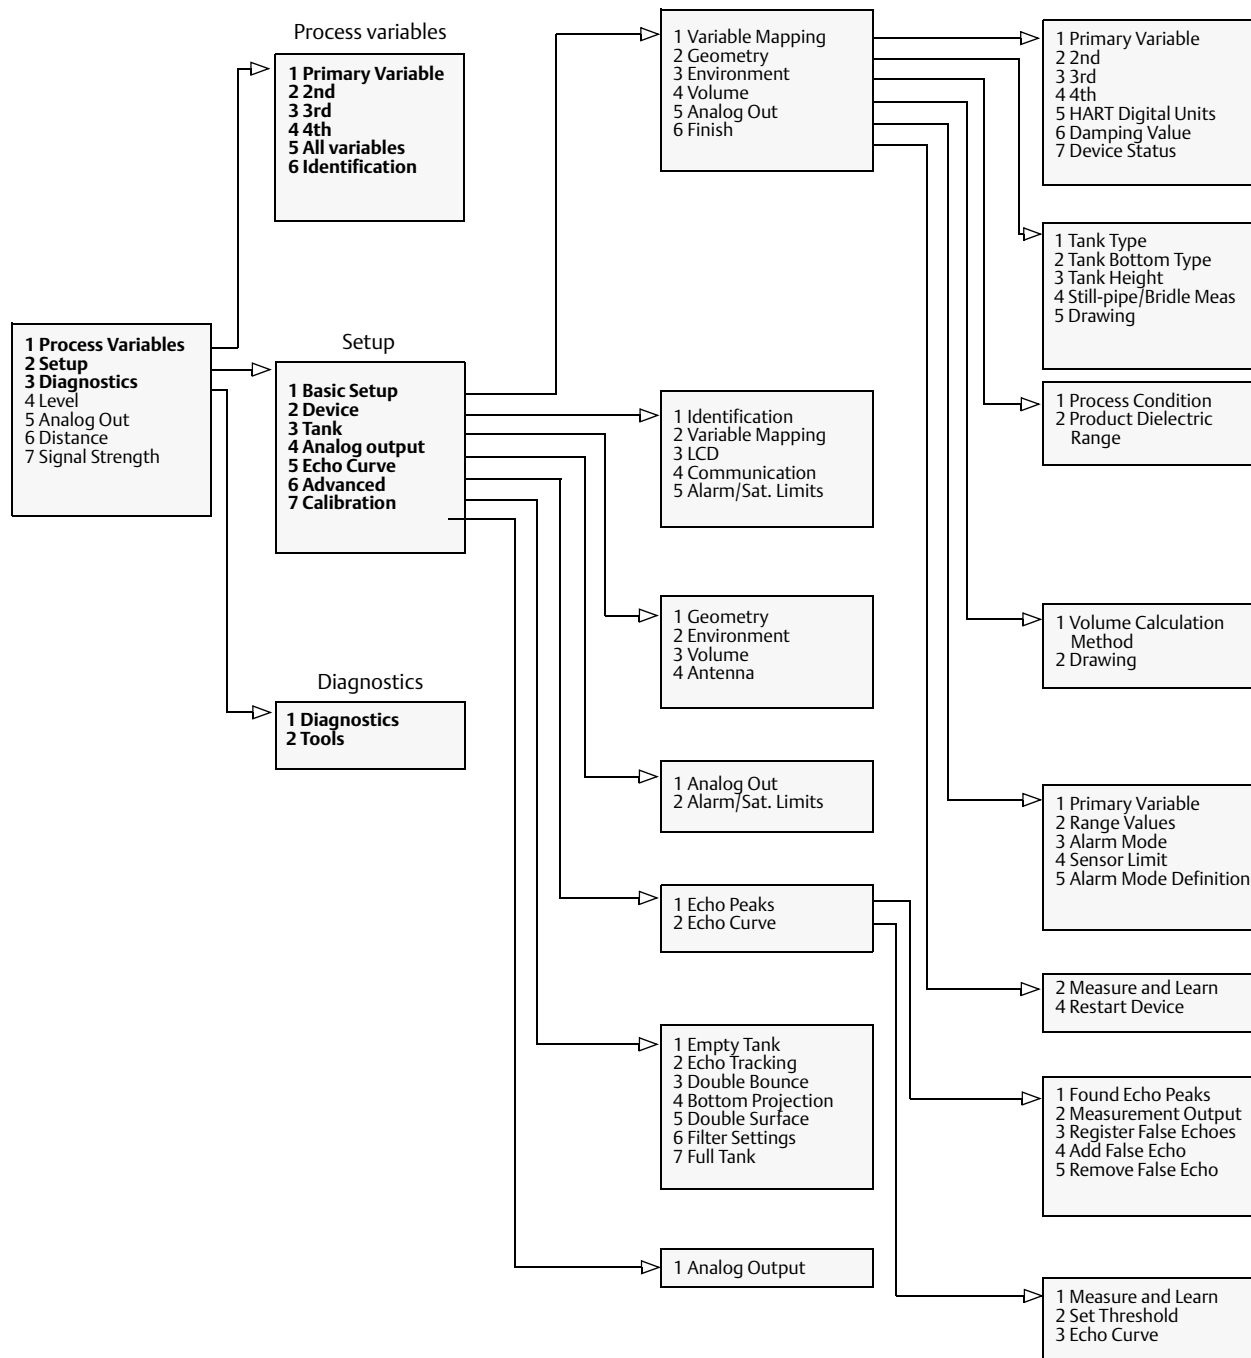 Process variables
1 Primary Variable
2 2nd
3 3rd
4 4th
5 All variables
6 Identification
1 Process Variables
2 Setup
3 Diagnostics
4 Level
5 Analog Out
6 Distance
7 Signal Strength
Setup
1 Basic Setup
2 Device
3 Tank
4 Analog output
5 Echo Curve
6 Advanced
7 Calibration
Diagnostics
1 Diagnostics
2 Tools
1 Variable Mapping
2 Geometry
3 Environment
4 Volume
5 Analog Out
6 Finish
1 Identification
2 Variable Mapping
3 LCD
4 Communication
5 Alarm/Sat. Limits
1 Geometry
2 Environment
3 Volume
4 Antenna
1 Analog Out
2 Alarm/Sat. Limits
1 Echo Peaks
2 Echo Curve
1 Empty Tank
2 Echo Tracking
3 Double Bounce
4 Bottom Projection
5 Double Surface
6 Filter Settings
7 Full Tank
1 Analog Output
1 Primary Variable
2 2nd
3 3rd
4 4th
5 HART Digital Units
6 Damping Value
7 Device Status
1 Tank Type
2 Tank Bottom Type
3 Tank Height
4 Still-pipe/Bridle Meas
5 Drawing
1 Process Condition
2 Product Dielectric
Range
1 Volume Calculation
Method
2 Drawing
1 Primary Variable
2 Range Values
3 Alarm Mode
4 Sensor Limit
5 Alarm Mode Definition
2 Measure and Learn
4 Restart Device
1 Found Echo Peaks
2 Measurement Output
3 Register False Echoes
4 Add False Echo
5 Remove False Echo
1 Measure and Learn
2 Set Threshold
3 Echo Curve